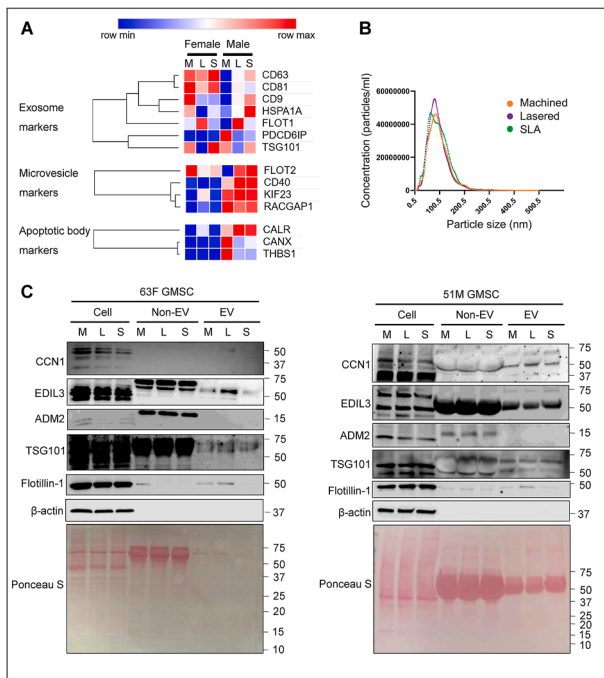 A
row min
row max
Female Male
M L S M L S
Exosome
markers
CD63
CD81
CD9
HSPA1A
FLOT1
PDCD6IP
TSG101
Microvesicle
markers
FLOT2
CD40
KIF23
RACGAP1
Apoptotic body
markers
CALR
CANX
THBS1
B
Concentration (particles/ml)
60000000
40000000
20000000
0
0.5 100.5 200.5 300.5 400.5 500.5
Particle size (nm)
Machined
Lasered
SLA
C
63F GMSC
Cell Non-EV EV
M L S M L S M L S
CCN1
50
37
EDIL3
75
50
ADM2
15
TSG101
75
50
Flotillin-1
50
β-actin
37
Ponceau S
75
50
37
25
20
15
10
51M GMSC
Cell Non-EV EV
M L S M L S M L S
CCN1
75
50
37
EDIL3
75
50
ADM2
15
TSG101
75
50
Flotillin-1
50
β-actin
37
Ponceau S
75
50
37
25
20
15
10